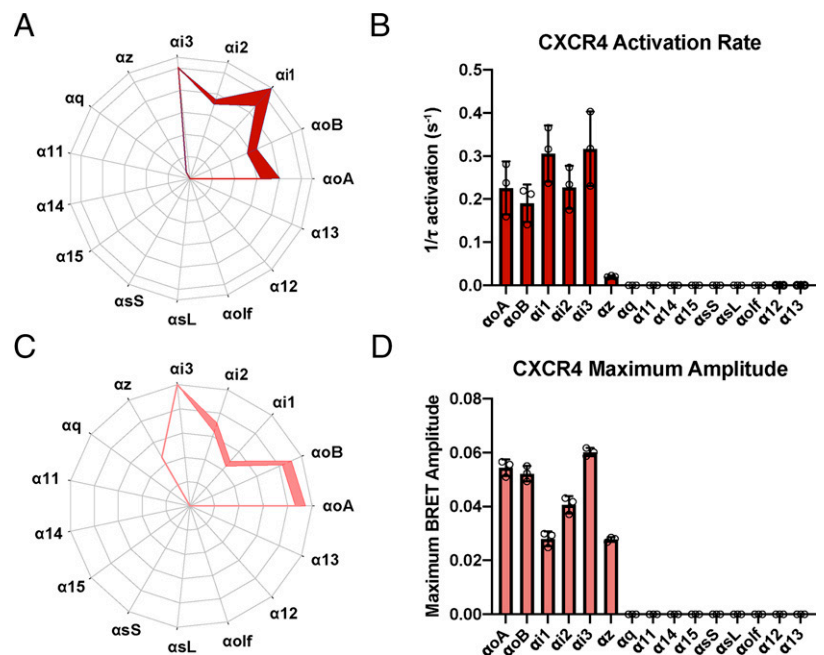 A
αi3
αi2
αi1
αoB
αoA
α13
α12
αolf
αsL
αsS
α15
α14
α11
αq
αz
B
CXCR4 Activation Rate
1/τ activation (s-1)
0.5
0.4
0.3
0.2
0.1
0.0
αoA αoB αi1 αi2 αi3 αz αq α11 α14 α15 αsS αsL αolf α12 α13
C
αi3
αi2
αi1
αoB
αoA
α13
α12
αolf
αsL
αsS
α15
α14
α11
αq
αz
D
CXCR4 Maximum Amplitude
Maximum BRET Amplitude
0.08
0.06
0.04
0.02
0.00
αoA αoB αi1 αi2 αi3 αz αq α11 α14 α15 αsS αsL αolf α12 α13